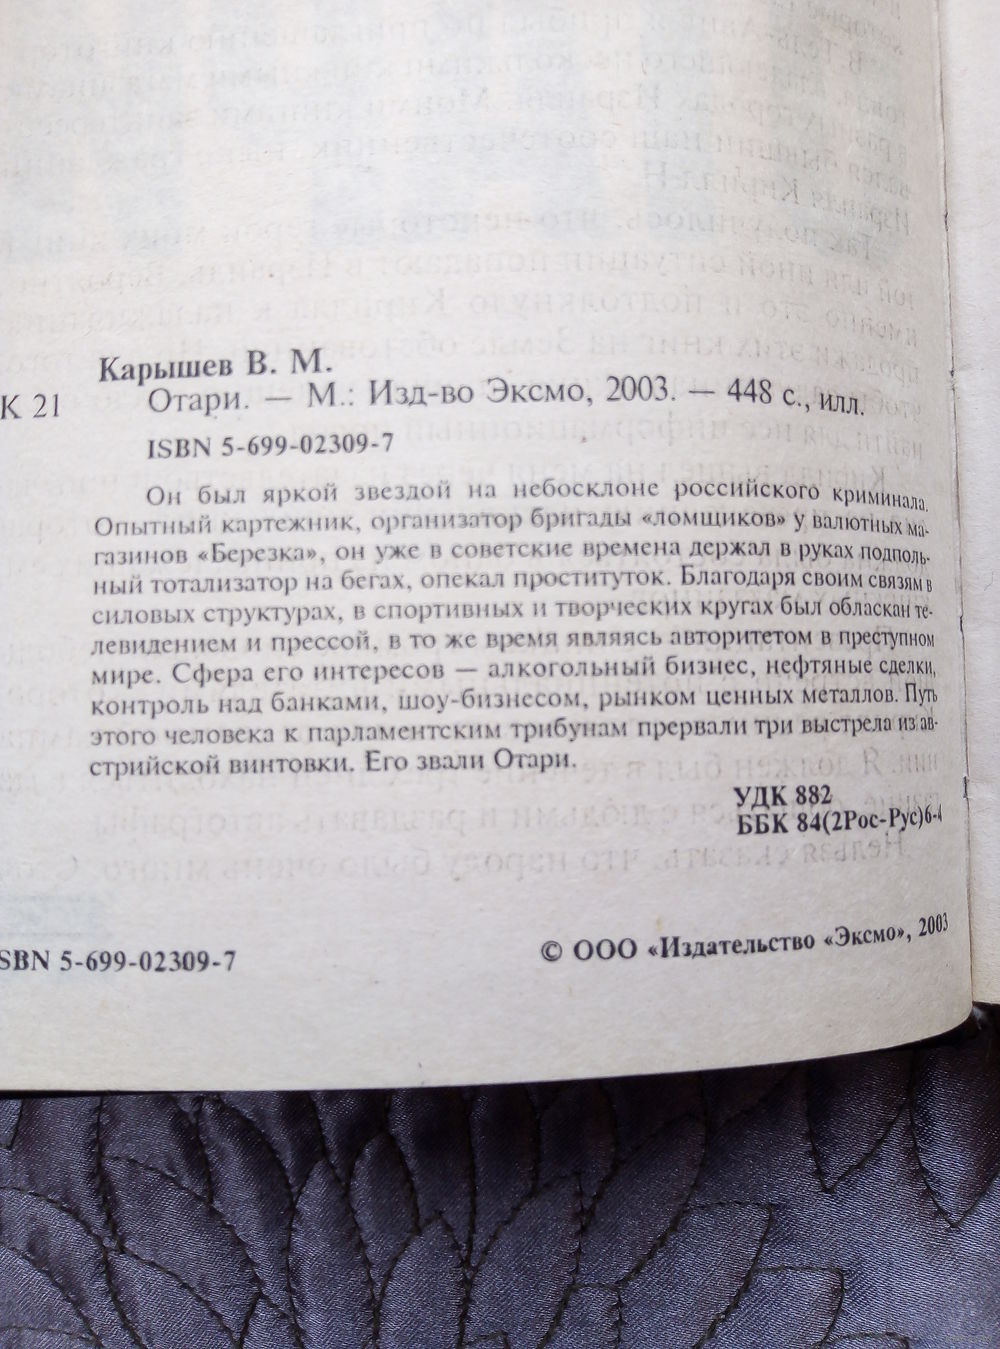 Карышев В. М.
К 21 Отари. — М.: Изд-во Эксмо, 2003. — 448 с., илл.
ISBN 5-699-02309-7
Он был яркой звездой на небосклоне российского криминала.
Опытный картежник, организатор бригады «ломщиков» у валютных ма-
газинов «Березка», он уже в советские времена держал в руках подполь-
ный тотализатор на бегах, опекал проституток. Благодаря своим связям в
силовых структурах, в спортивных и творческих кругах был обласкан те-
левидением и прессой, в то же время являясь авторитетом в преступном
мире. Сфера его интересов — алкогольный бизнес, нефтяные сделки,
контроль над банками, шоу-бизнесом, рынком ценных металлов. Путь
этого человека к парламентским трибунам прервали три выстрела из ав-
стрийской винтовки. Его звали Отари.
УДК 882
ББК 84(2Рос-Рус)6-4
SBN 5-699-02309-7 © ООО «Издательство «Эксмо», 2003